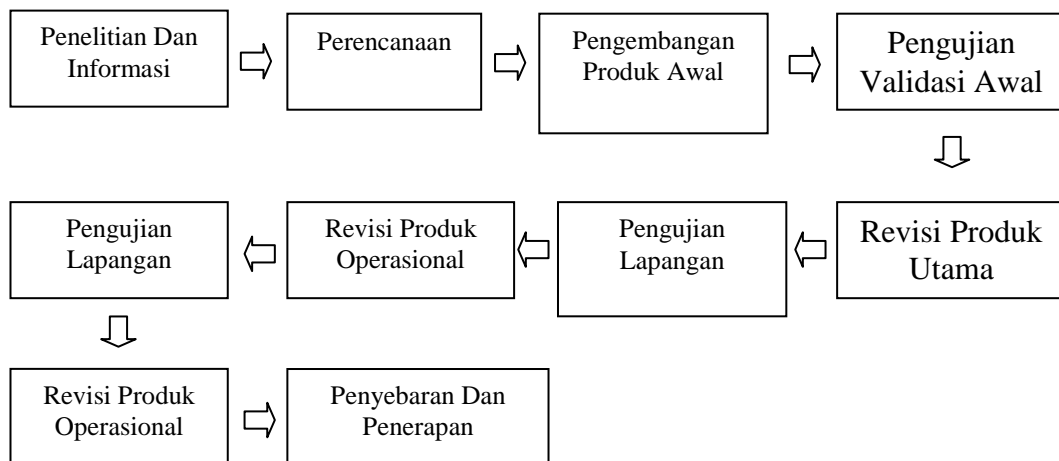 Penelitian Dan
Informasi
Perencanaan
Pengembangan
Produk Awal
Pengujian
Validasi Awal
Revisi Produk
Utama
Pengujian
Lapangan
Revisi Produk
Operasional
Pengujian
Lapangan
Revisi Produk
Operasional
Penyebaran Dan
Penerapan